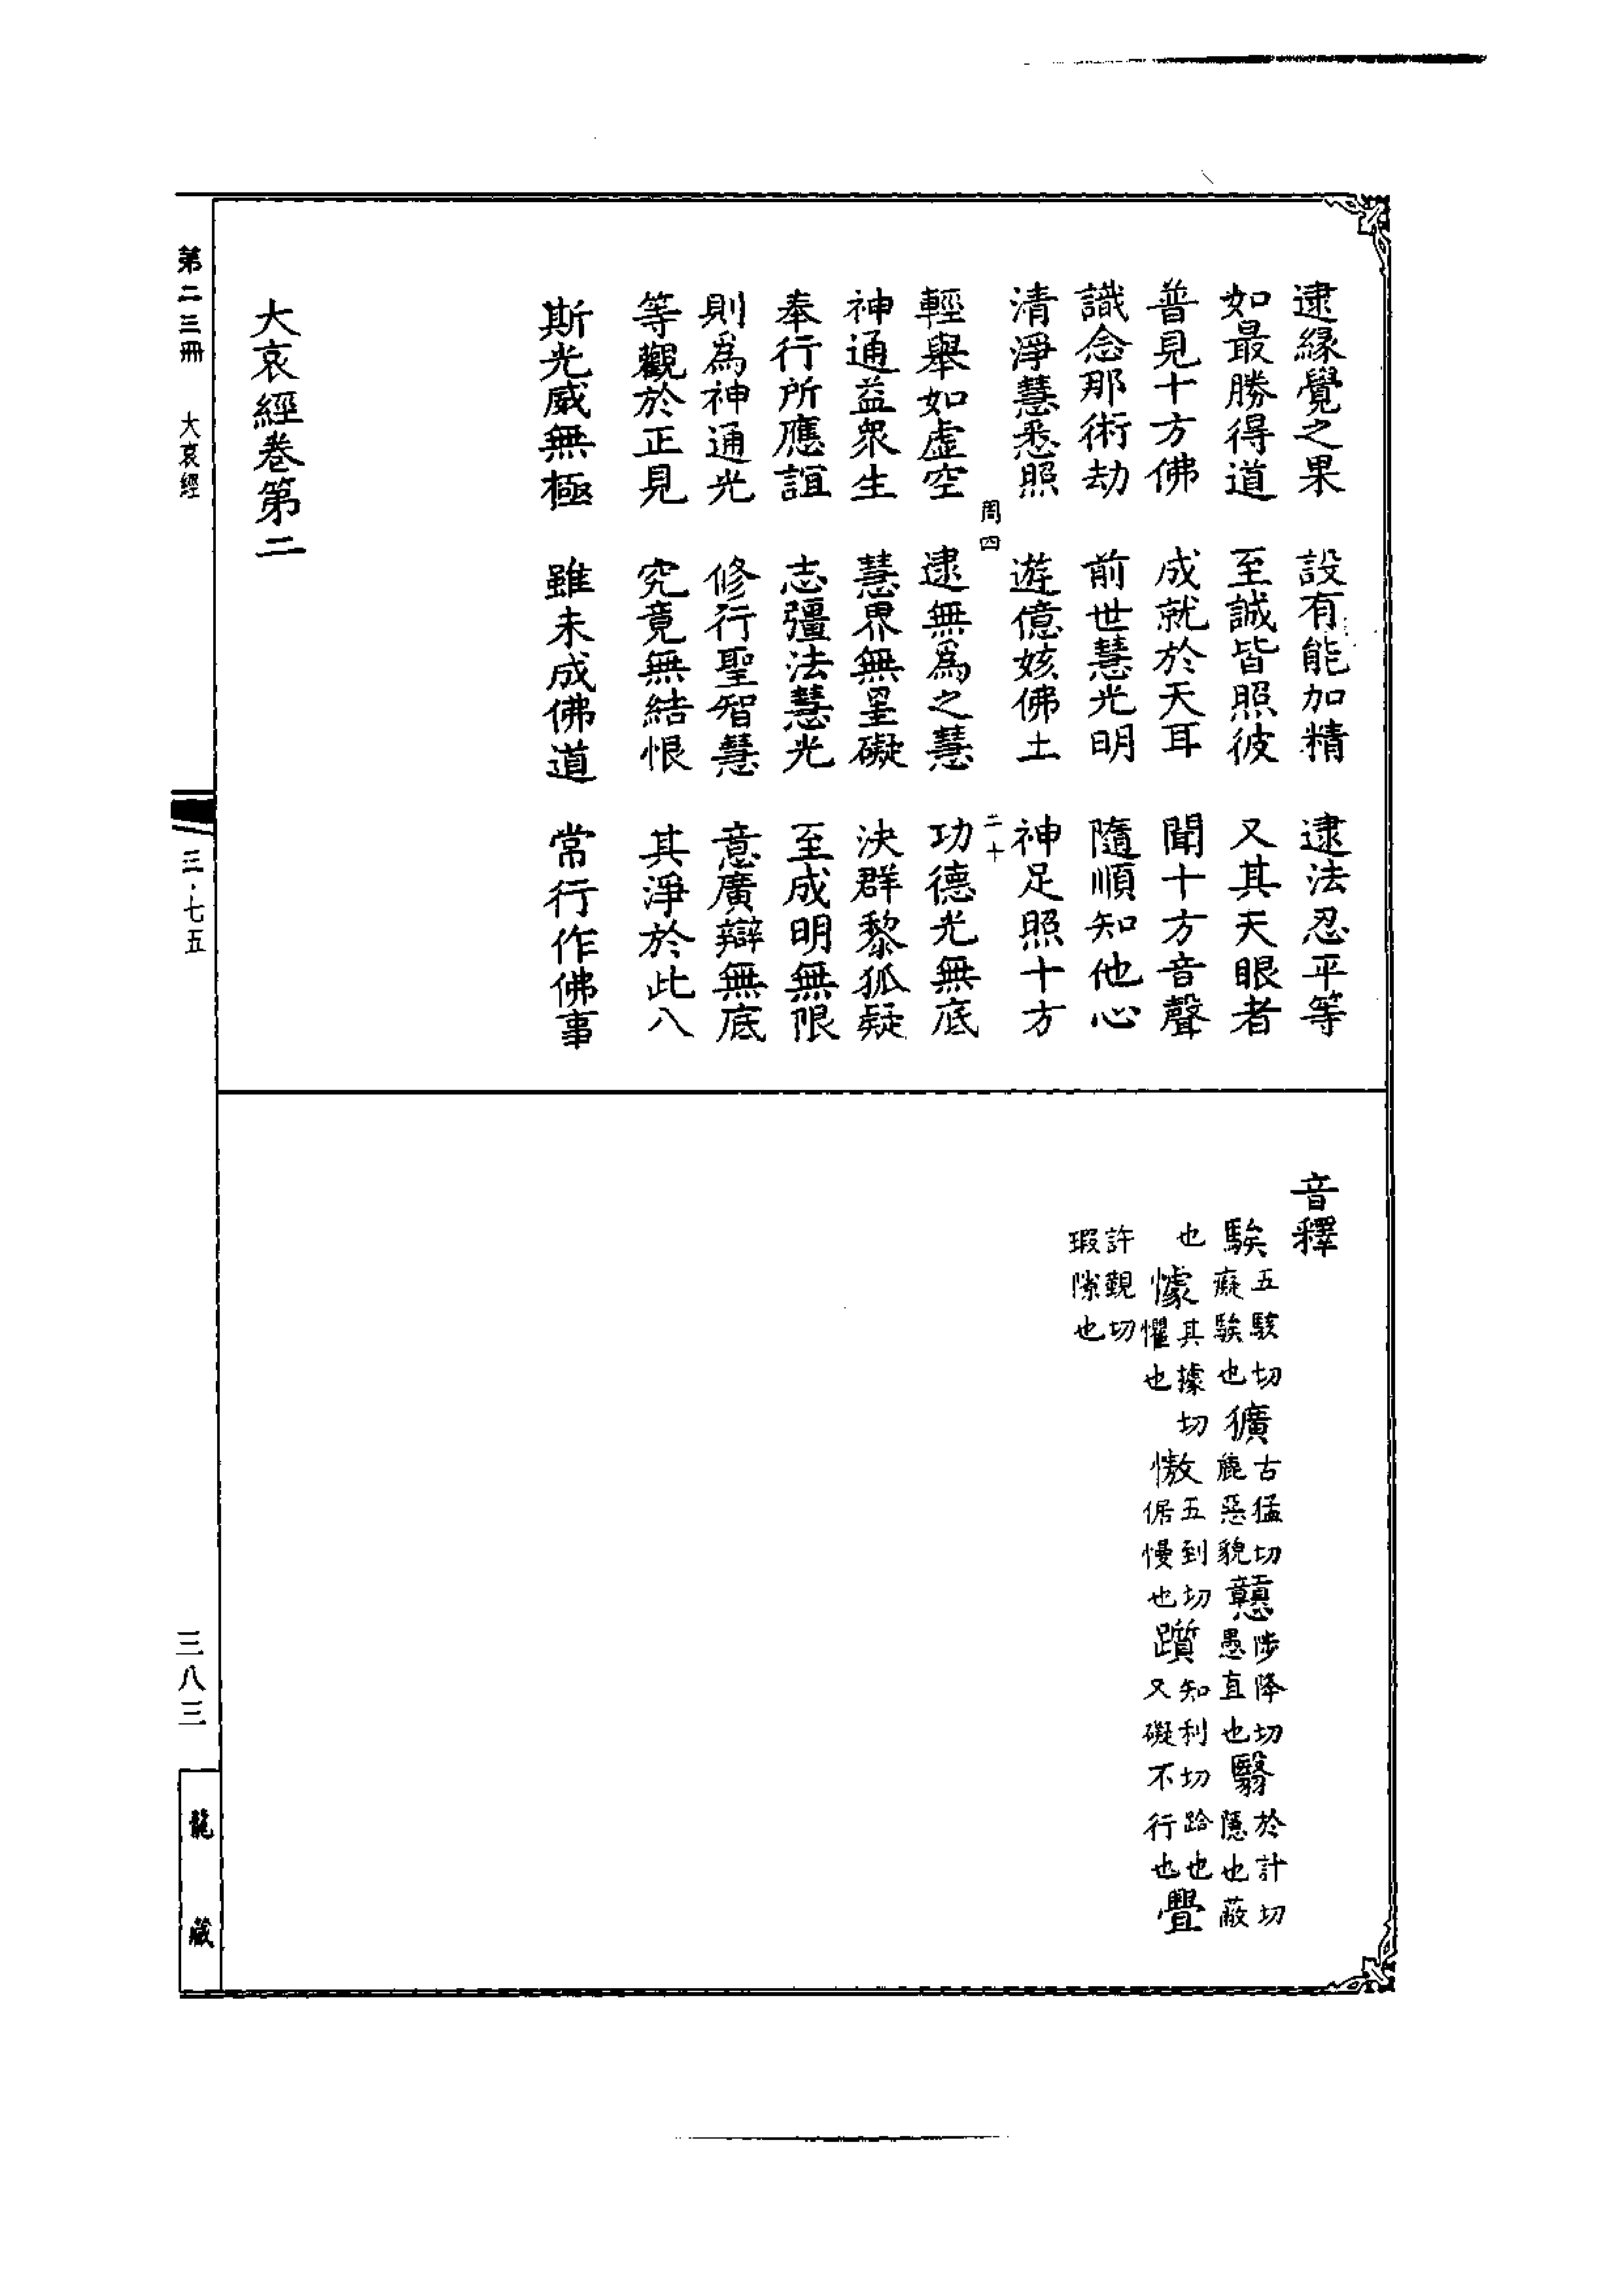 逮緣覺之果　設有能加精　逮法忍平等
如最勝得道　至誠皆照彼　又其天眼者
普見十方佛　成就於天耳　聞十方音聲
識念那術劫　前世慧光明　隨順知他心
清淨慧悉照　遊億姟佛土　神足照十方
周四　二十
輕舉如虛空　逮無為之慧　功德光無底
神通益眾生　慧界無罣礙　決群黎狐疑
奉行所應誼　志彊法慧光　至成明無限
則為神通光　修行聖智慧　意廣辯無底
等觀於正見　究竟無結恨　其淨於此八
斯光威無極　雖未成佛道　常行作佛事
大哀經卷第二
音釋
騃五駭切癡騃也獷古猛切麁惡貌戇陟降切愚直也翳於計切隱也蔽
也懅其據切懼也慠五到切倨慢也躓知利切跲也又礙不行也舋
許覲切瑕隙也
第二三冊　大哀經　三·七五　三八三　龍藏